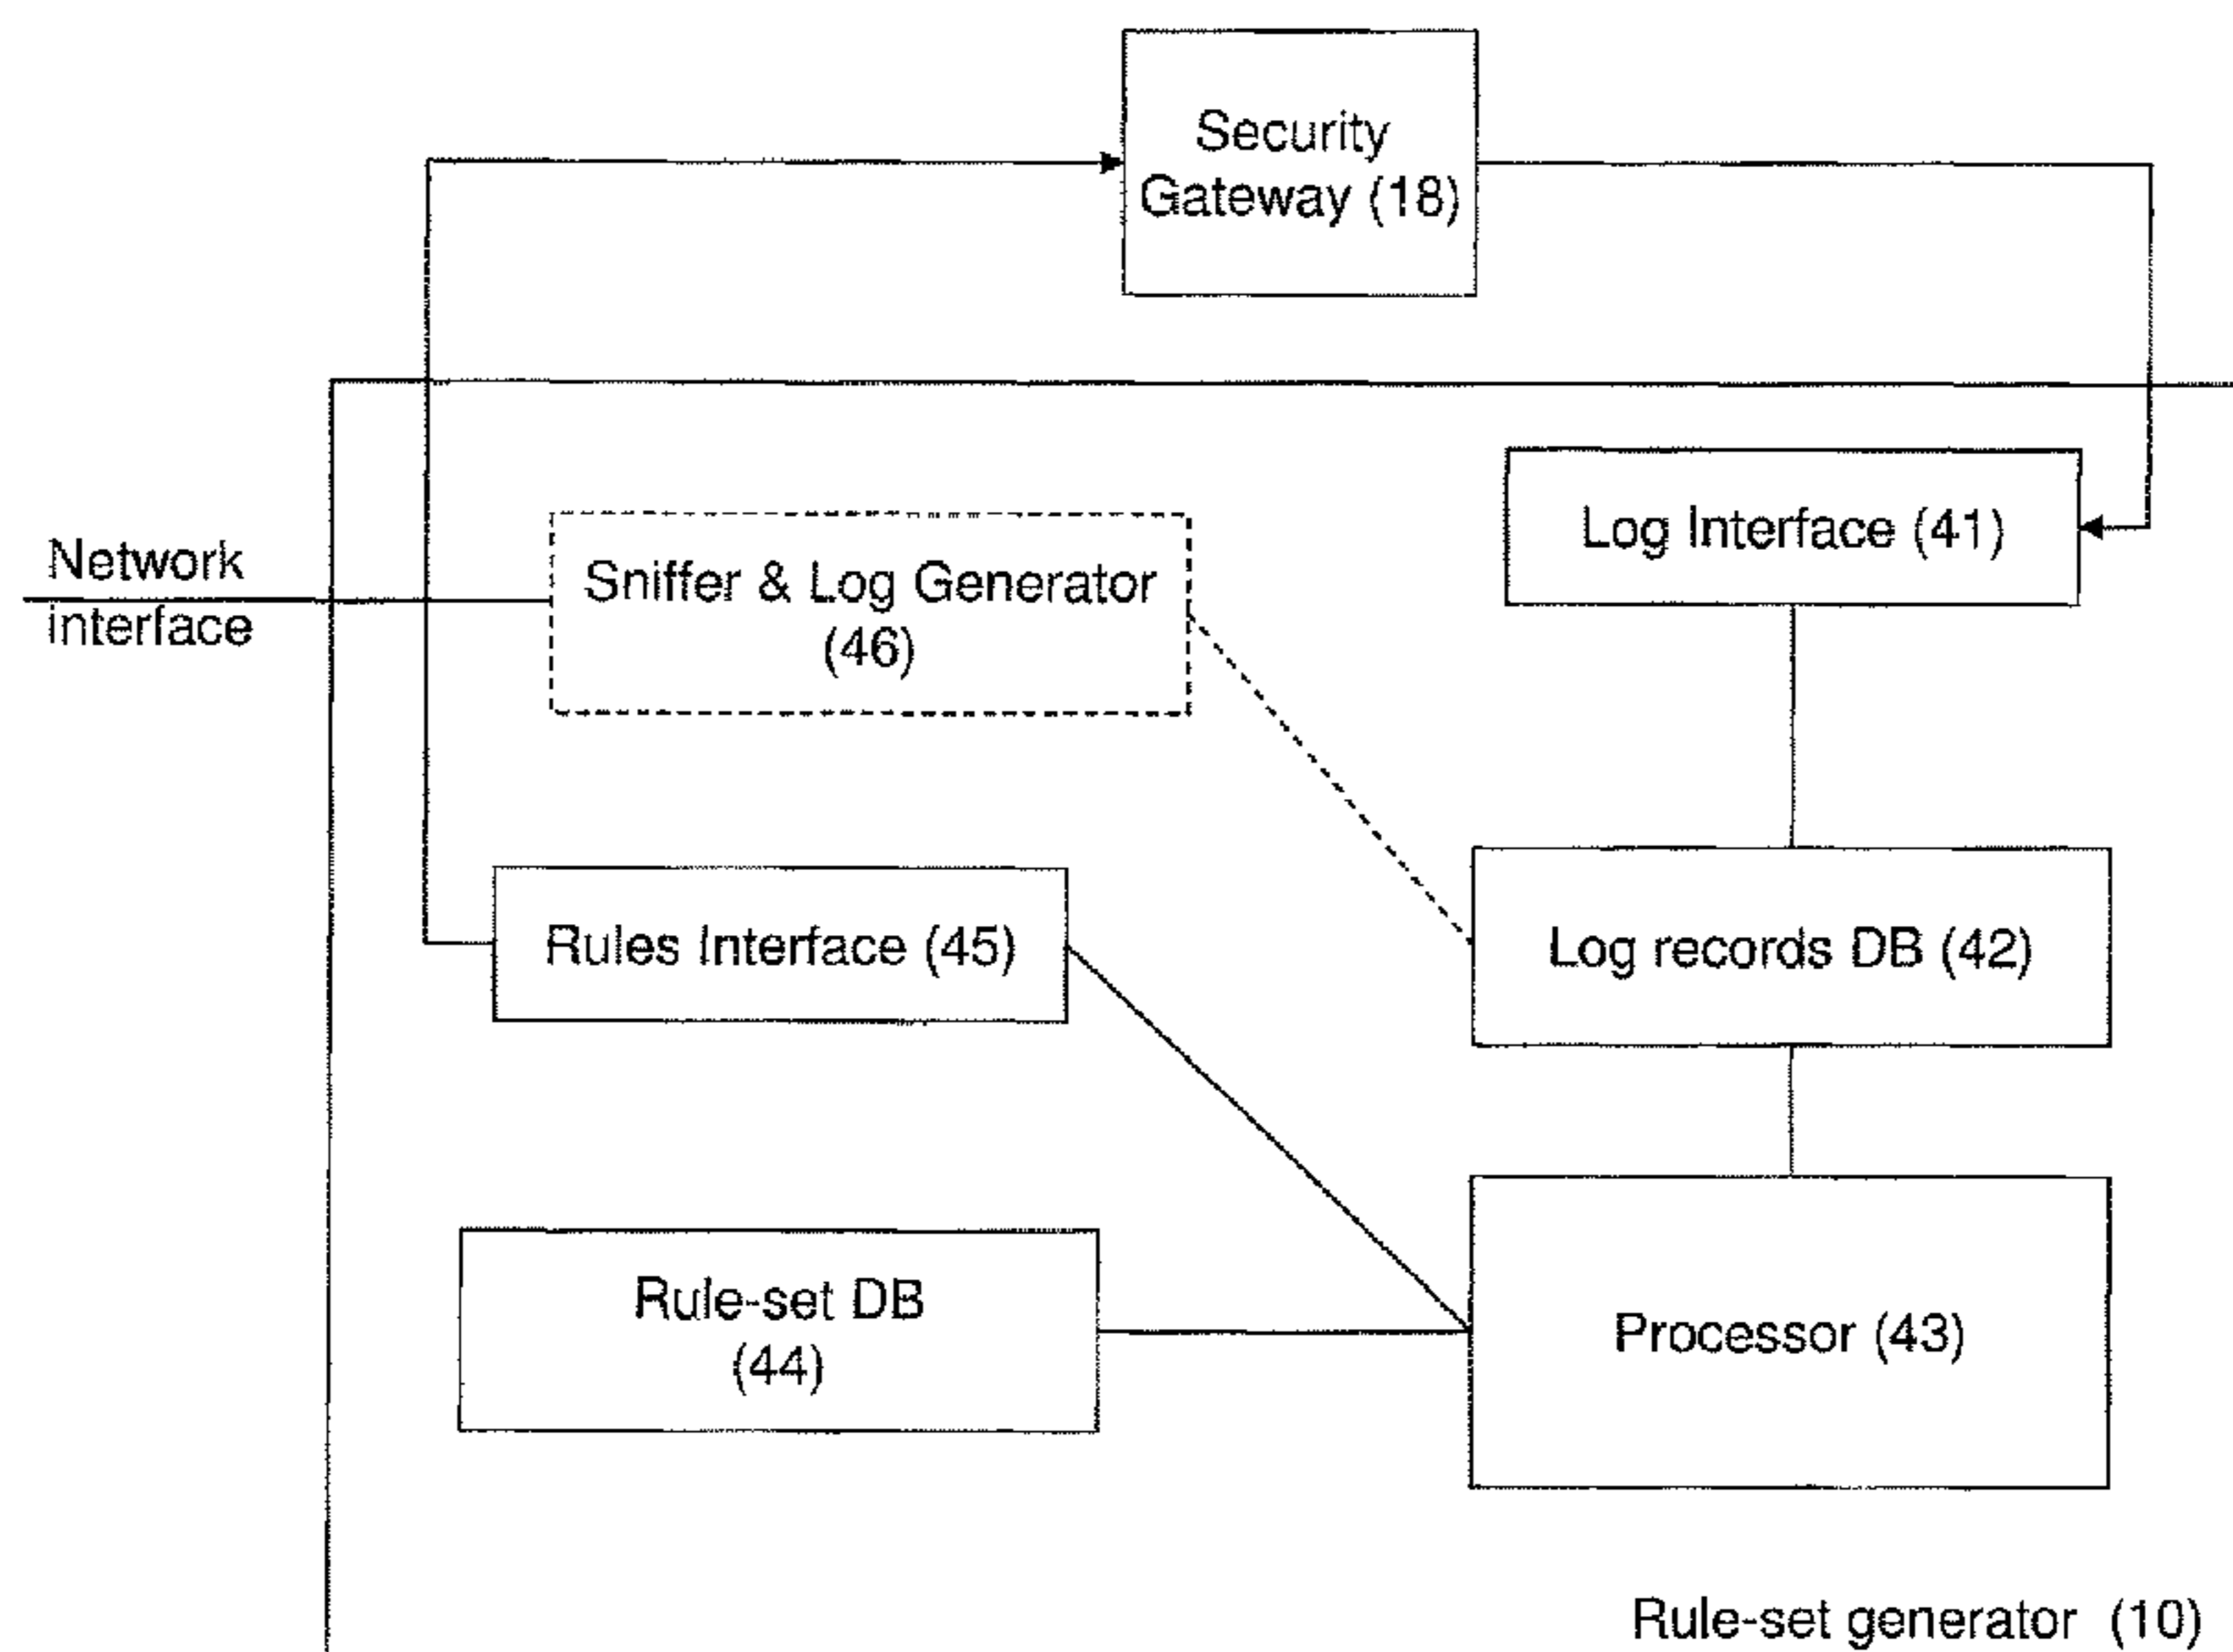 Security
Gateway (18)
Log Interface (41)
Network
interface
Sniffer & Log Generator
(46)
Rules Interface (45)
Log records DB (42)
Rule-set DB
(44)
Processor (43)
Rule-set generator (10)